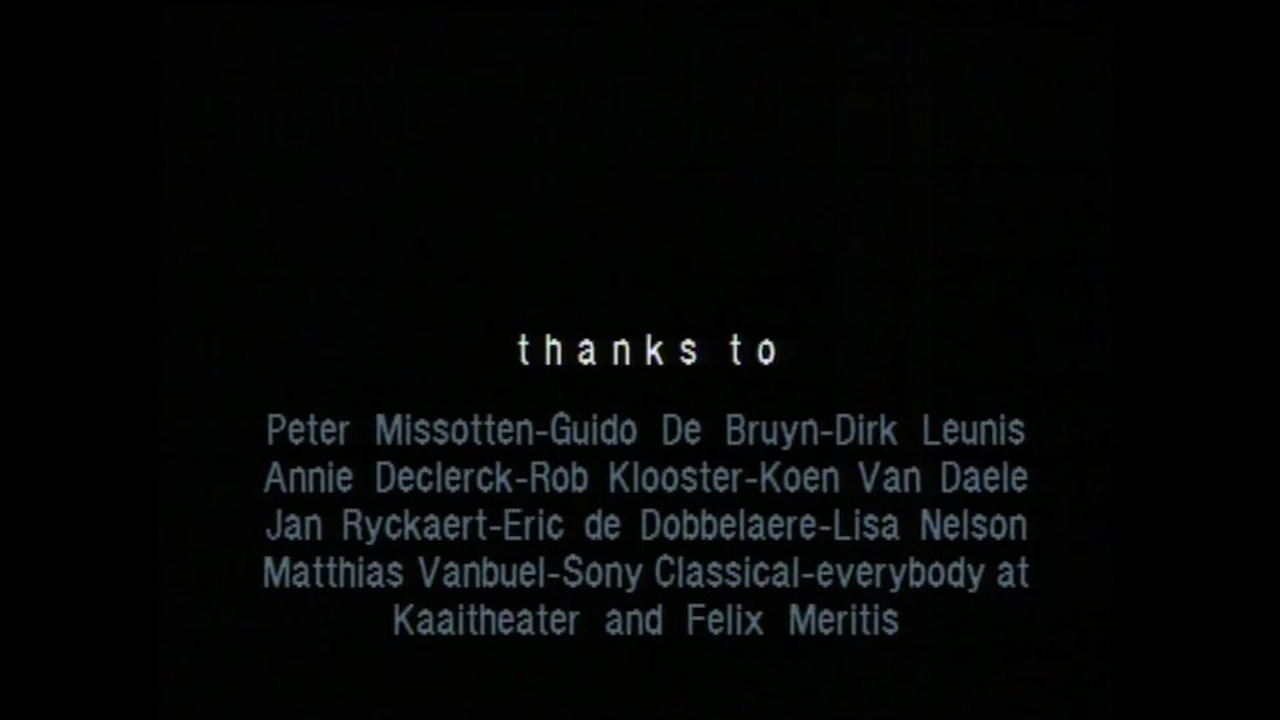 thanks to
Peter Missotten-Guido De Bruyn-Dirk Leunis
Annie Declerck-Rob Klooster-Koen Van Daele
Jan Ryckaert-Eric de Dobbelaere-Lisa Nelson
Matthias Vanbuel-Sony Classical-everybody at
Kaaitheater and Felix Meritis